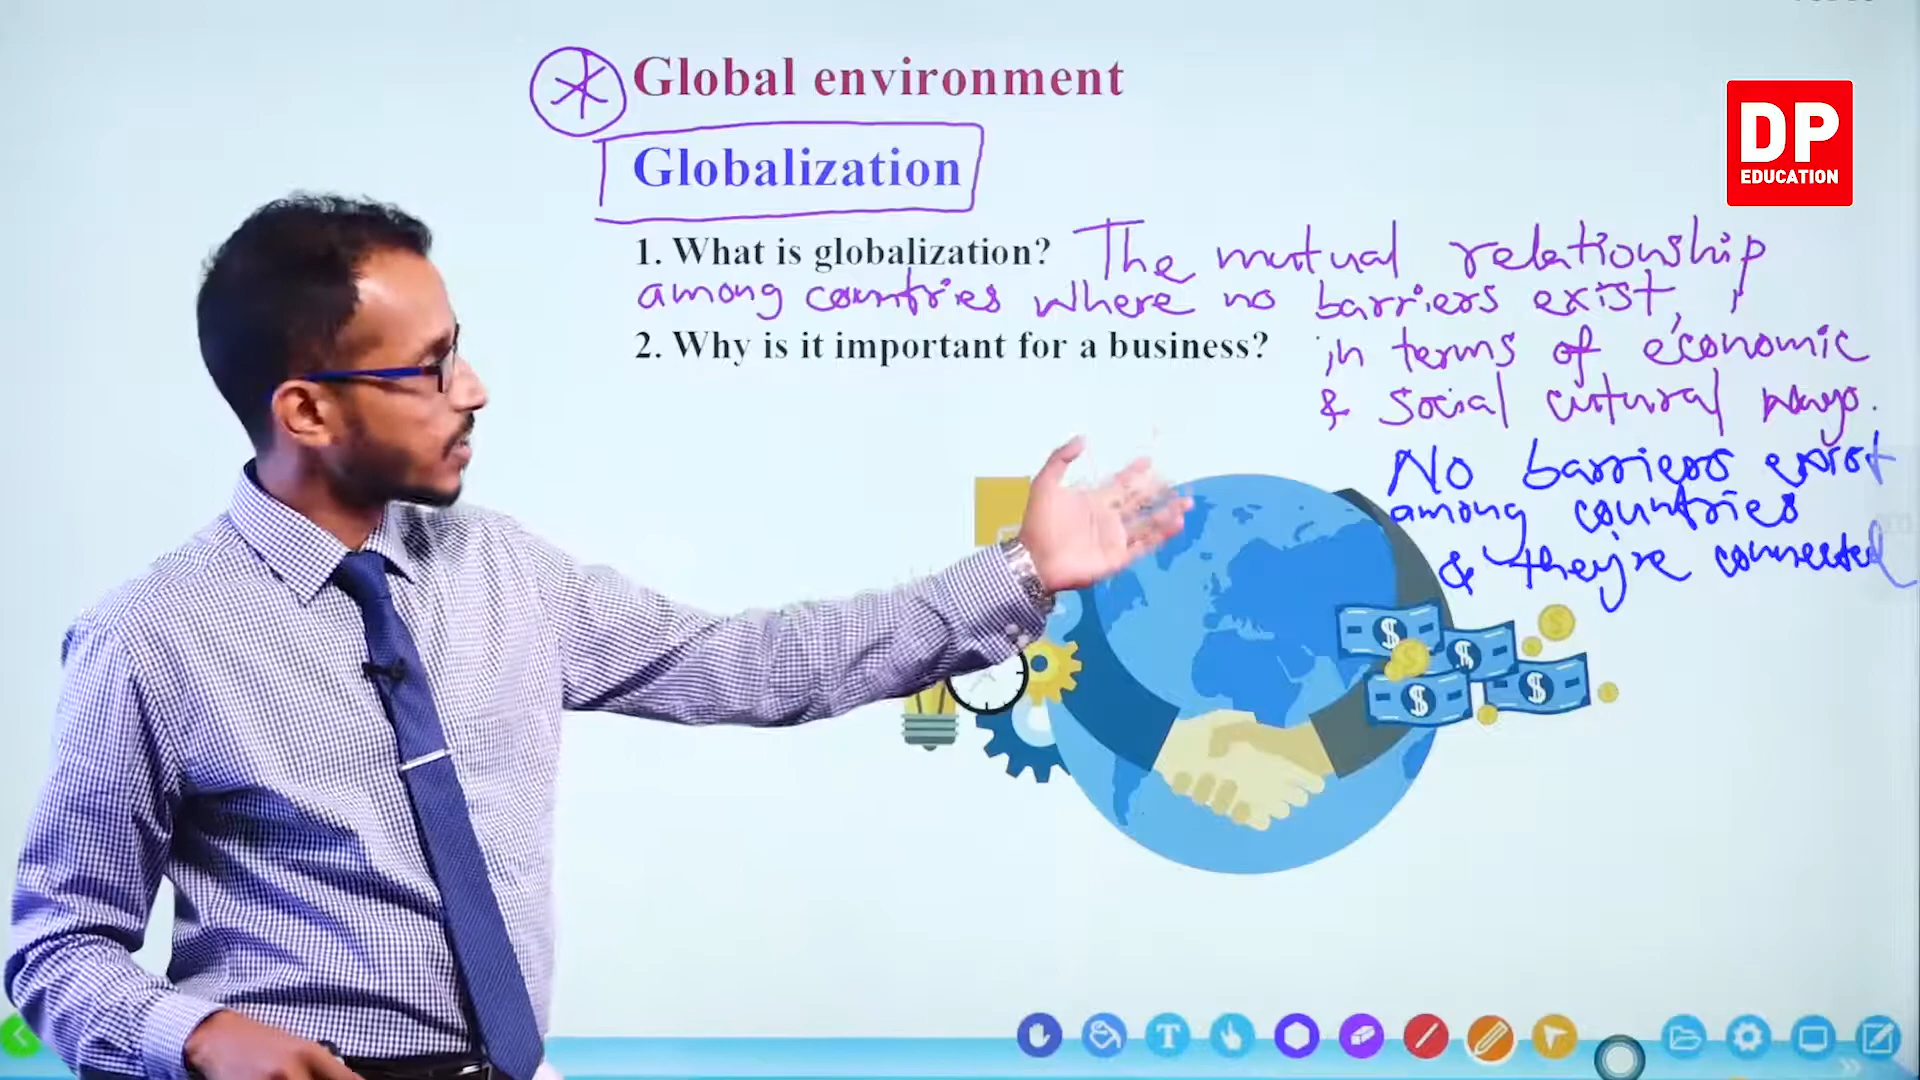 Global environment
DP
EDUCATION
Globalization
1. What is globalization? The mutual relationship
among countries where no barriers exist,
2. Why is it important for a business? in terms of economic
& social cultural ways.
No barriers exist
among countries
& they're connected